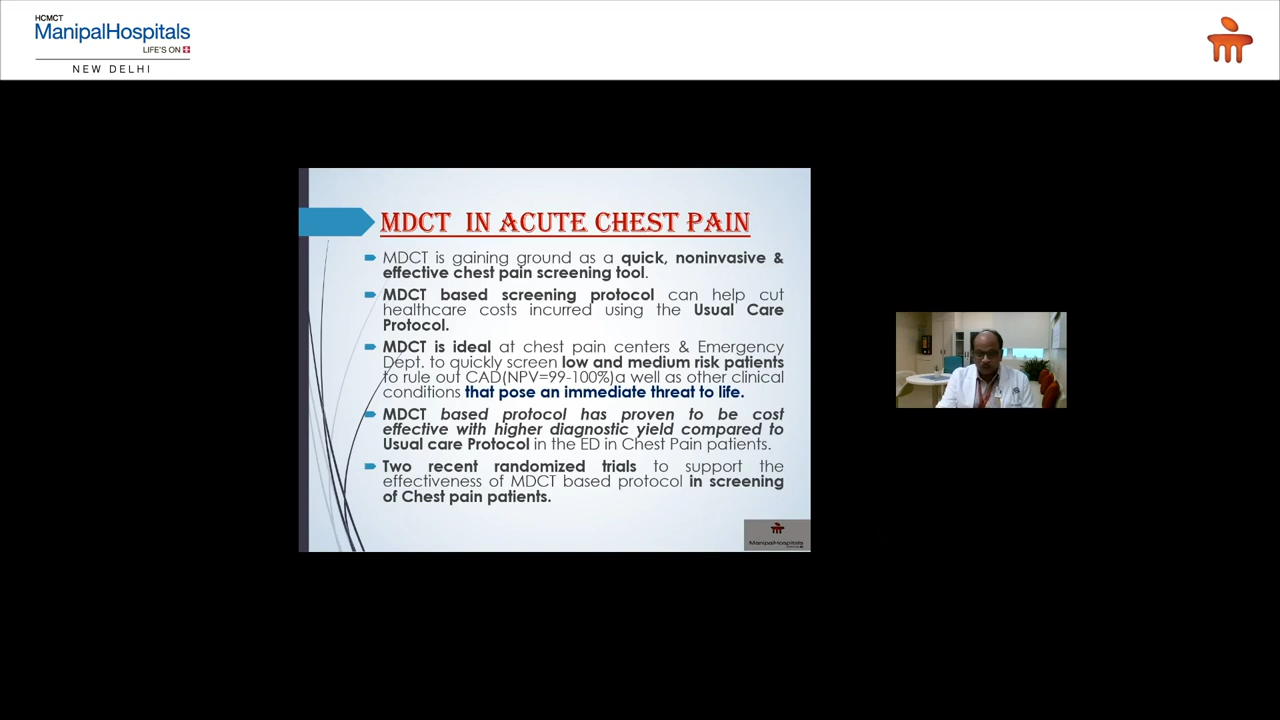 HCMCT
ManipalHospitals
LIFE'S ON
NEW DELHI
MDCT IN ACUTE CHEST PAIN
MDCT is gaining ground as a quick, noninvasive &
effective chest pain screening tool.
MDCT based screening protocol can help cut
healthcare costs incurred using the Usual Care
Protocol.
MDCT is ideal at chest pain centers & Emergency
Dept. to quickly screen low and medium risk patients
to rule out CAD(NPV=99-100%)a well as other clinical
conditions that pose an immediate threat to life.
MDCT based protocol has proven to be cost
effective with higher diagnostic yield compared to
Usual care Protocol in the ED in Chest Pain patients.
Two recent randomized trials to support the
effectiveness of MDCT based protocol in screening
of Chest pain patients.
ManipalHospitals